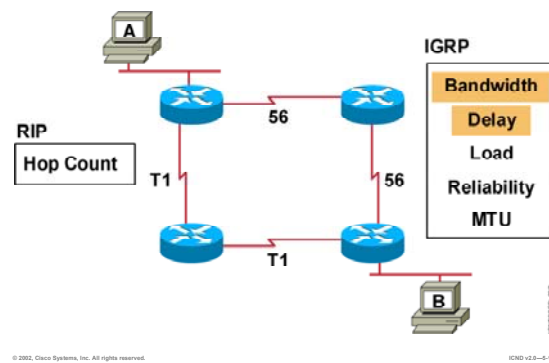 A
IGRP
Bandwidth
Delay
Load
Reliability
MTU
56
RIP
Hop Count
T1
56
T1
B
© 2002, Cisco Systems, Inc. All rights reserved.
ICND v2.0—5-